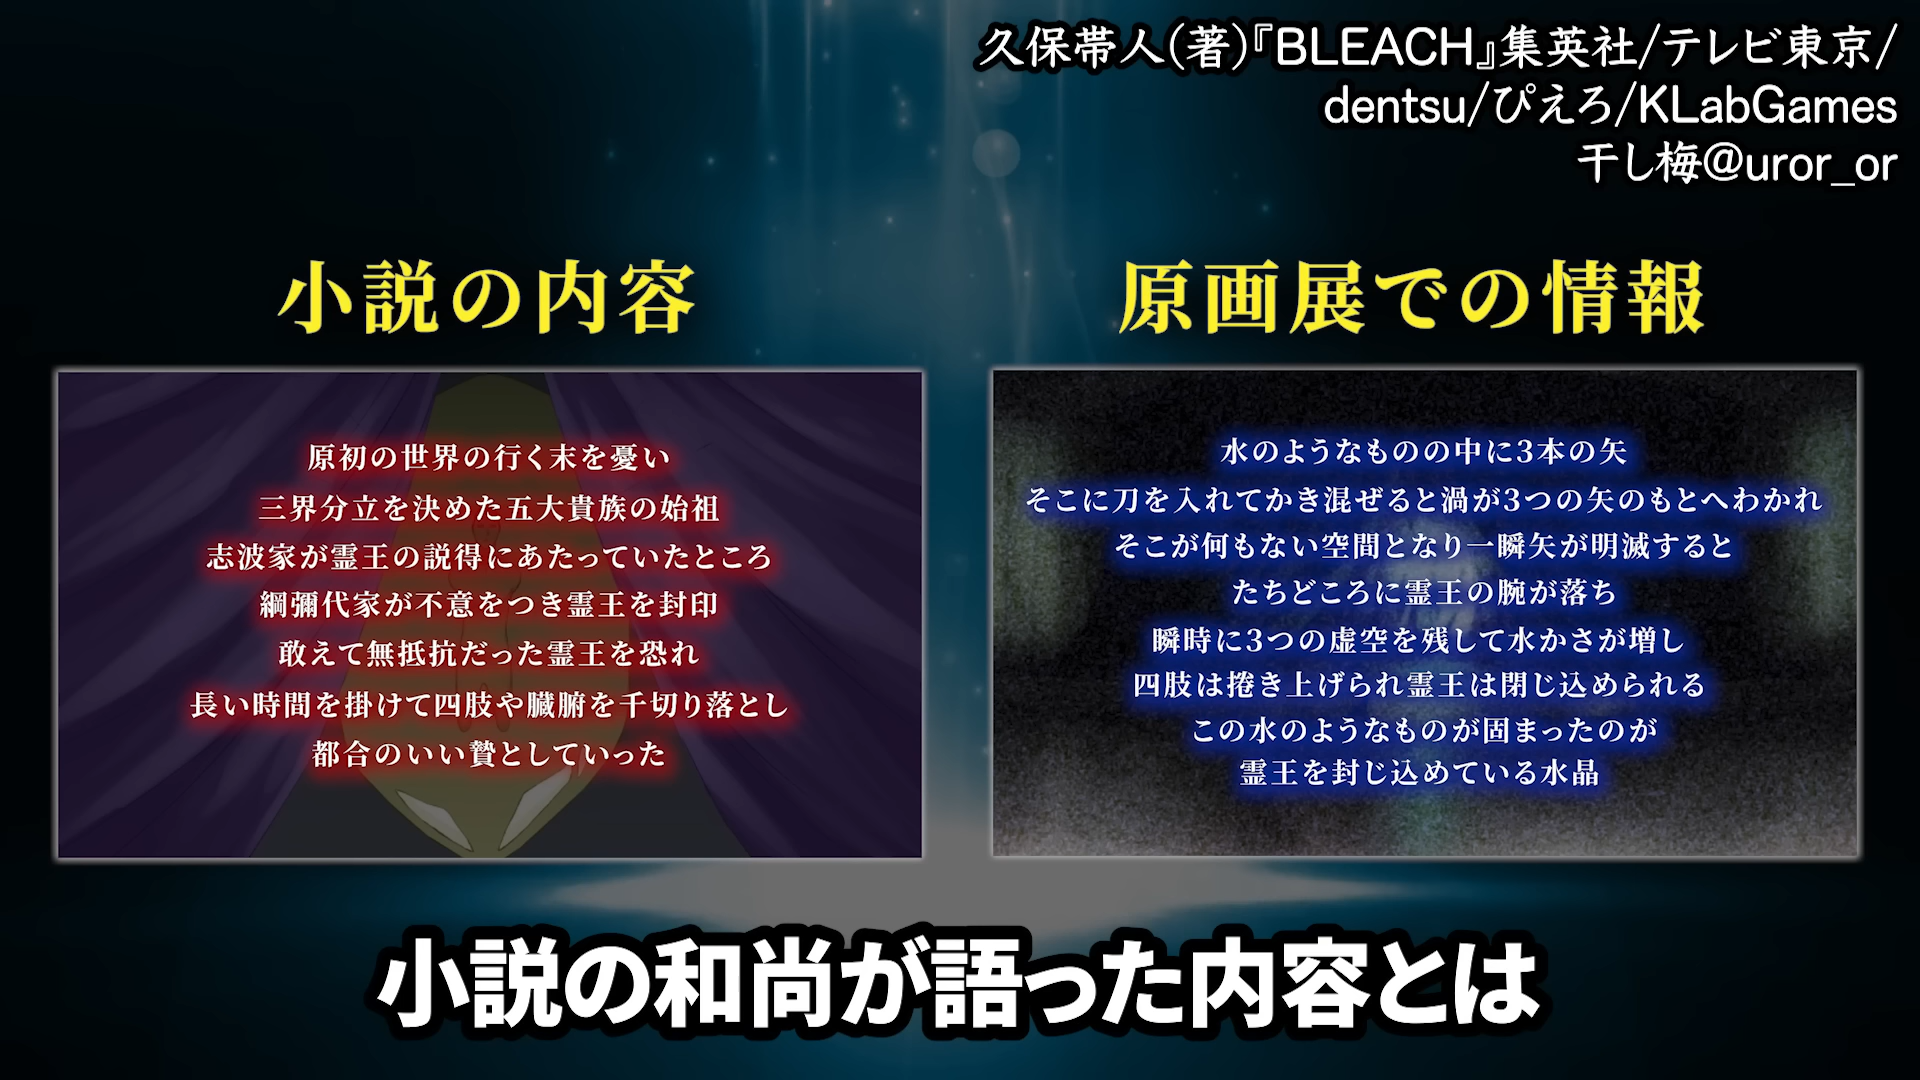 久保帯人(著)『BLEACH』集英社/テレビ東京/
dentsu/ぴえろ/KLabGames
干し梅@uror_or
小説の内容
原初の世界の行く末を憂い
三界分立を決めた五大貴族の始祖
志波家が霊王の説得にあたっていたところ
綱彌代家が不意をつき霊王を封印
敢えて無抵抗だった霊王を恐れ
長い時間を掛けて四肢や臓腑を千切り落とし
都合のいい贄としていった
原画展での情報
水のようなものの中に3本の矢
そこに刀を入れてかき混ぜると渦が3つの矢のもとへわかれ
そこが何もない空間となり一瞬矢が明滅すると
たちどころに霊王の腕が落ち
瞬時に3つの虚空を残して水かさが増し
四肢は捲き上げられ霊王は閉じ込められる
この水のようなものが固まったのが
霊王を封じ込めている水晶
小説の和尚が語った内容とは